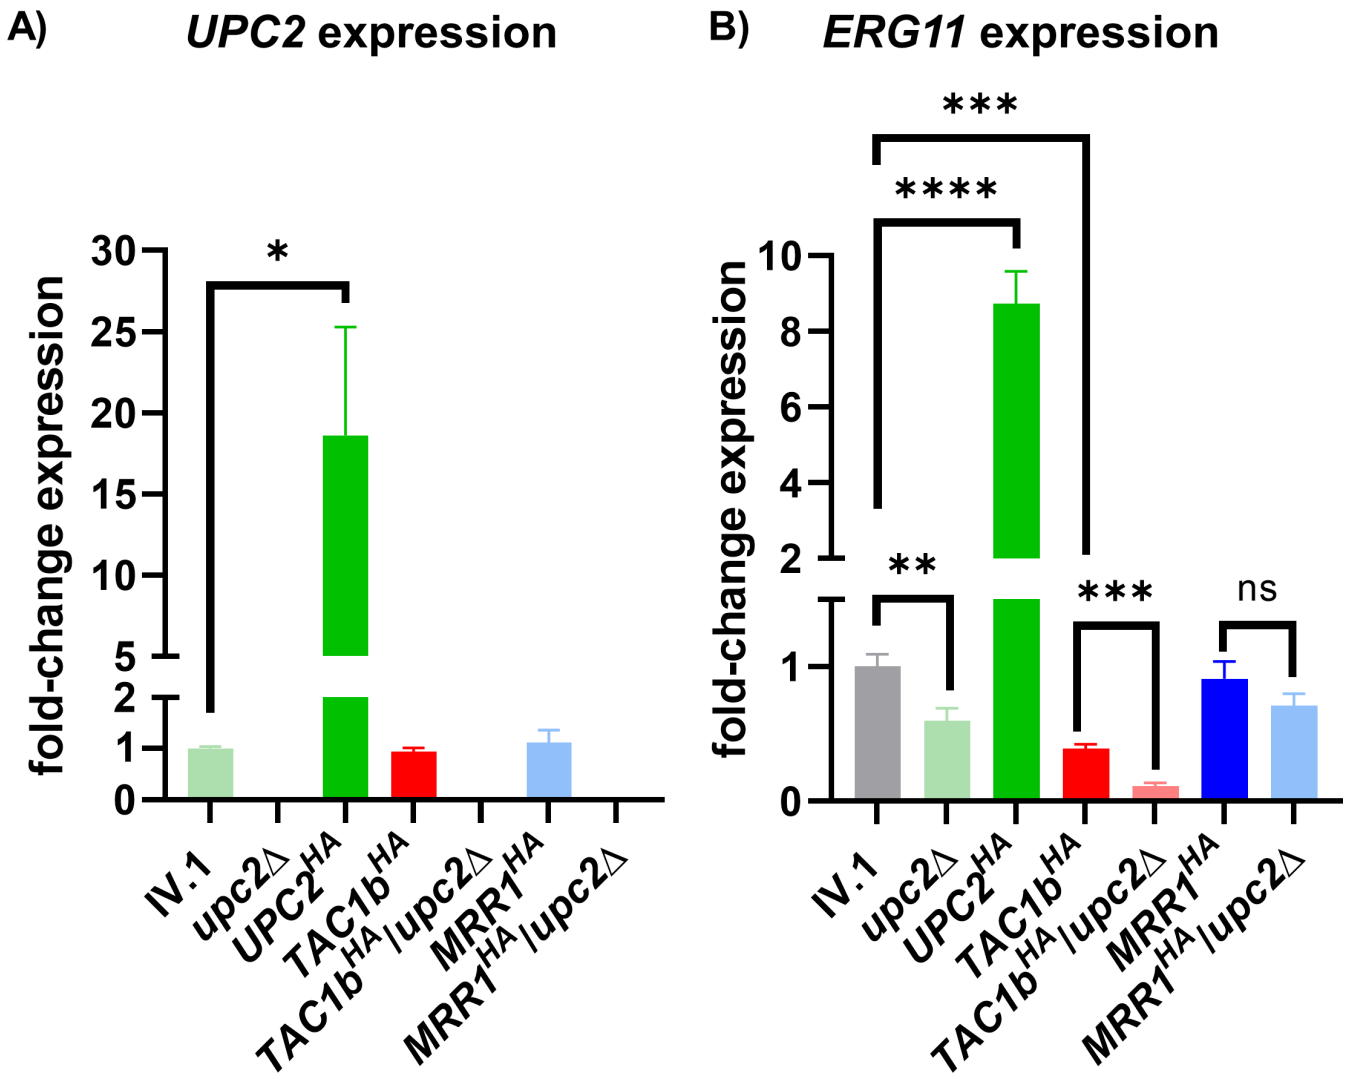 A) UPC2 expression
*
fold-change expression
30
25
20
15
10
5
2
1
0
IV.1
upc2Δ
UPC2HA
TAC1bHA
TAC1bHA/upc2Δ
MRR1HA
MRR1HA/upc2Δ
B) ERG11 expression
***
****
**
***
ns
fold-change expression
10
8
6
4
2
1
0
IV.1
upc2Δ
UPC2HA
TAC1bHA
TAC1bHA/upc2Δ
MRR1HA
MRR1HA/upc2Δ